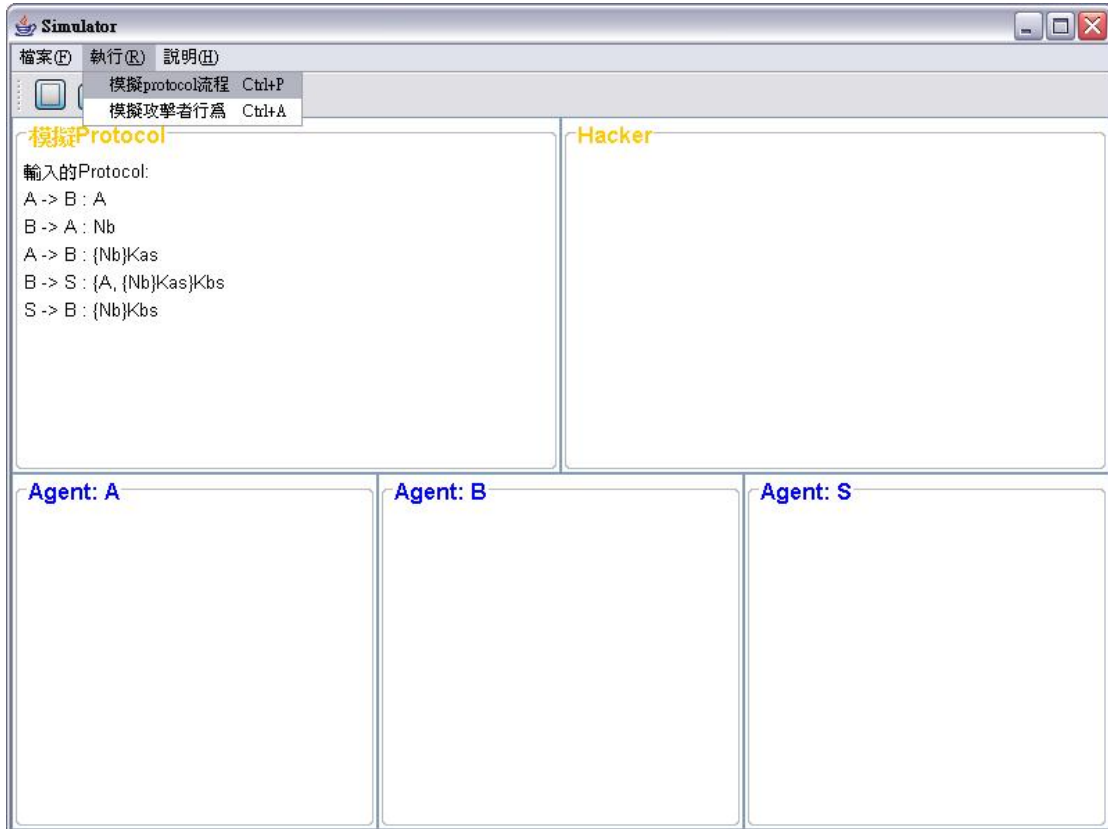 Simulator
檔案(F) 執行(R) 說明(H)
模擬protocol流程 Ctrl+P
模擬攻擊者行為 Ctrl+A
模擬Protocol
輸入的Protocol:
A -> B : A
B -> A : Nb
A -> B : {Nb}Kas
B -> S : {A, {Nb}Kas}Kbs
S -> B : {Nb}Kbs
Hacker
Agent: A
Agent: B
Agent: S